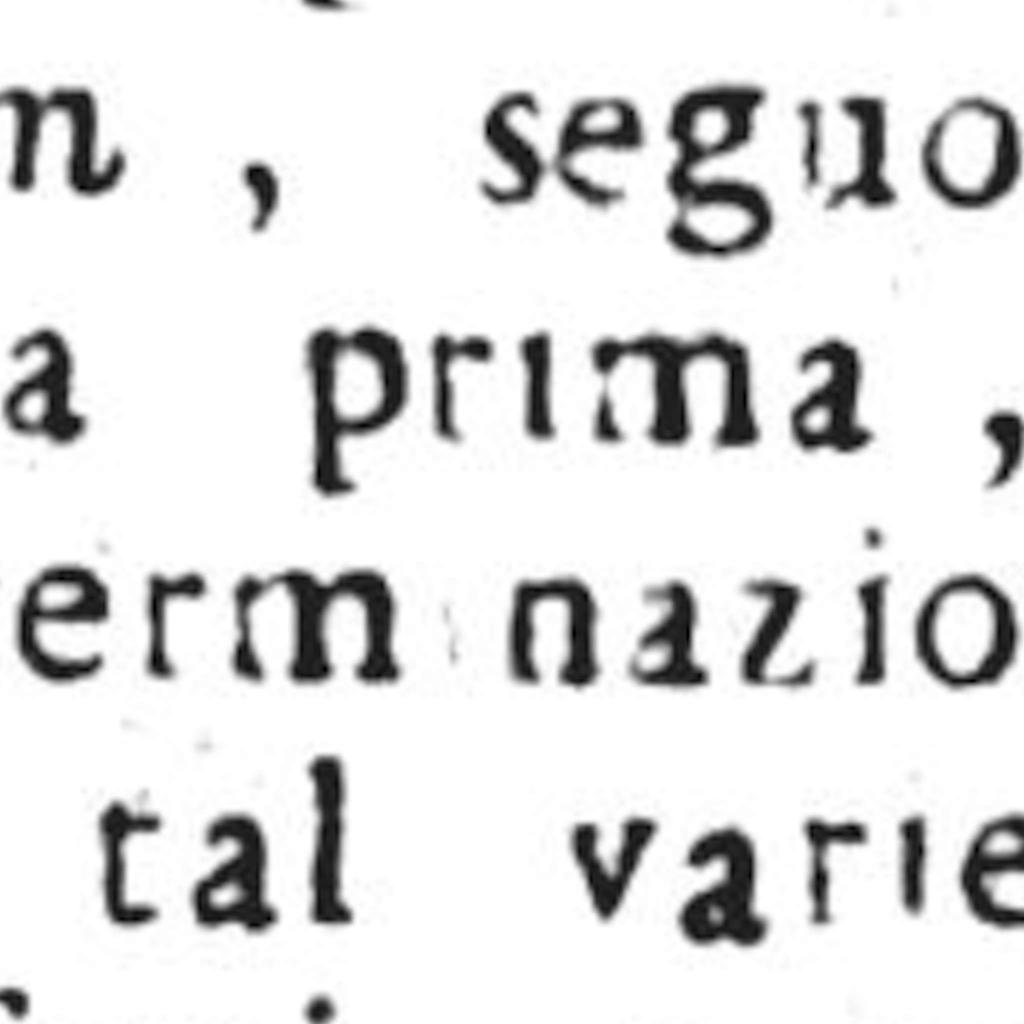 n, seguo
a prima,
erm nazio
tal varie